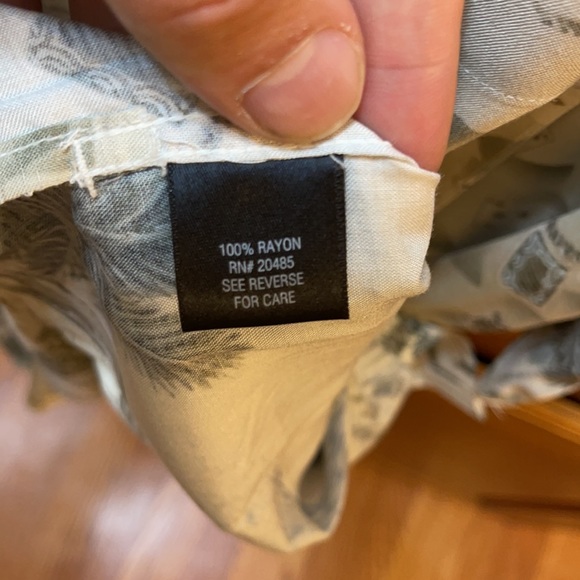 100% RAYON
RN# 20485
SEE REVERSE
FOR CARE